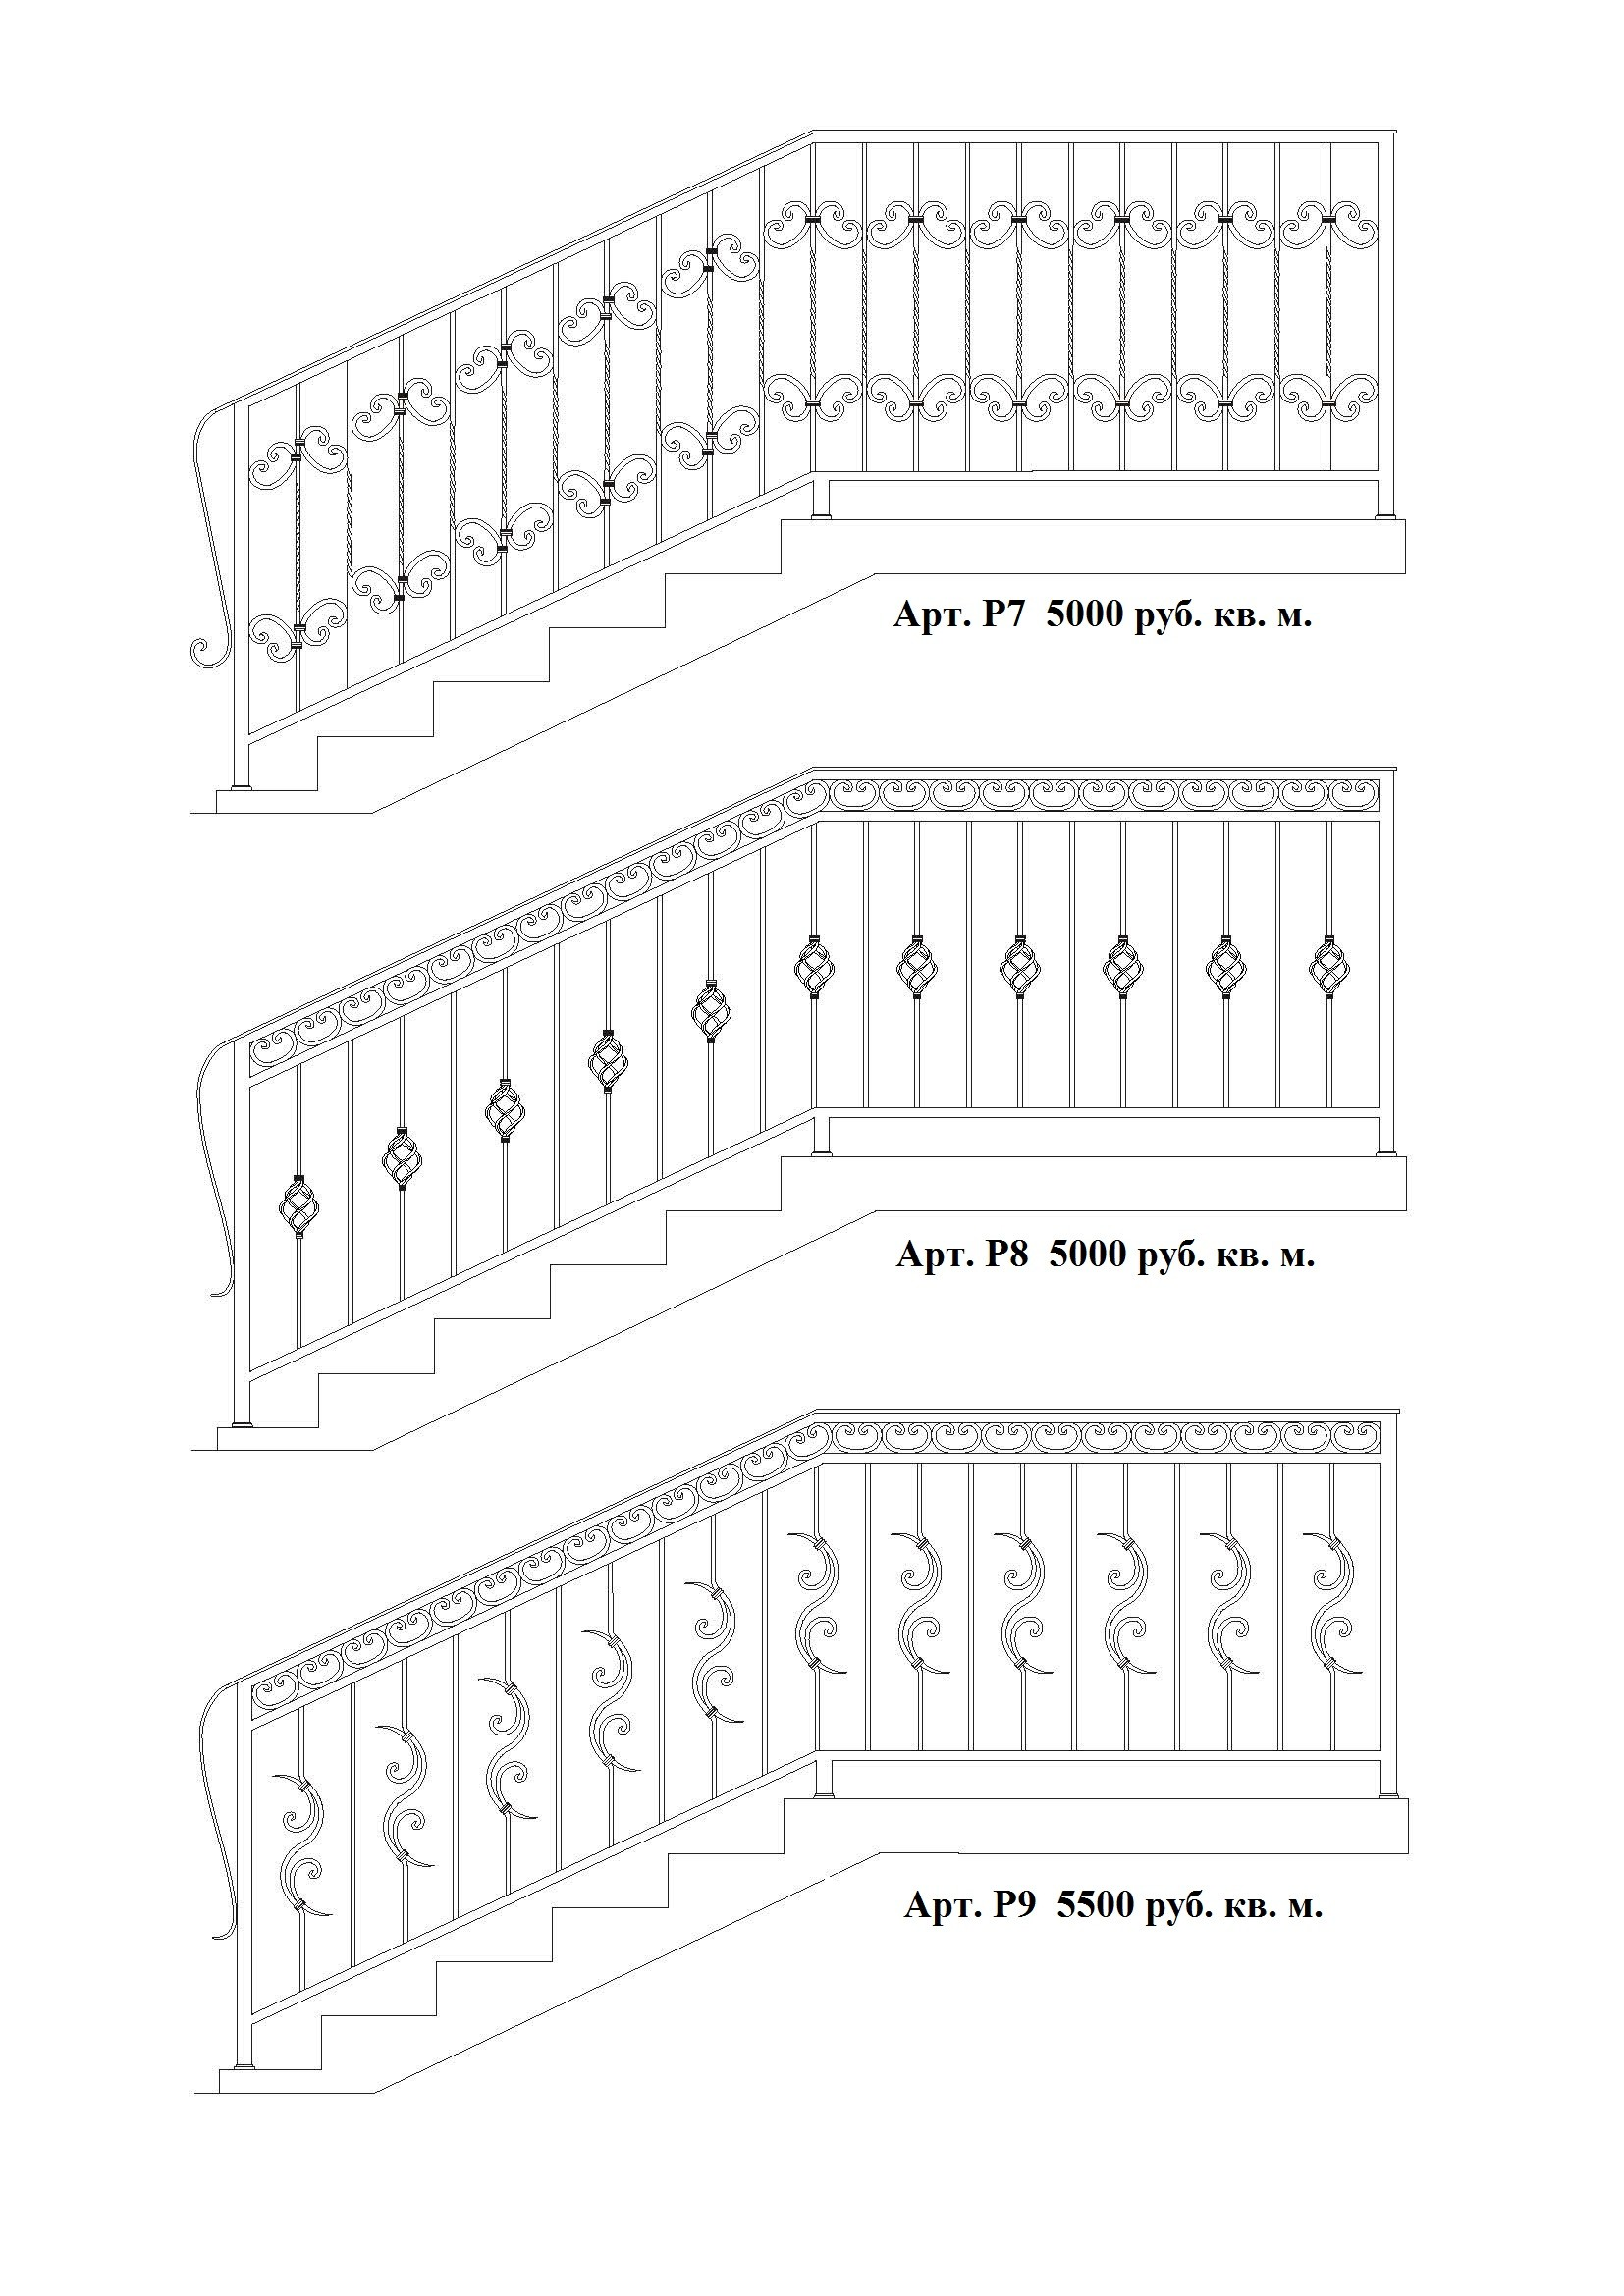 Арт. Р7  5000 руб. кв. м.
Арт. Р8  5000 руб. кв. м.
Арт. Р9  5500 руб. кв. м.